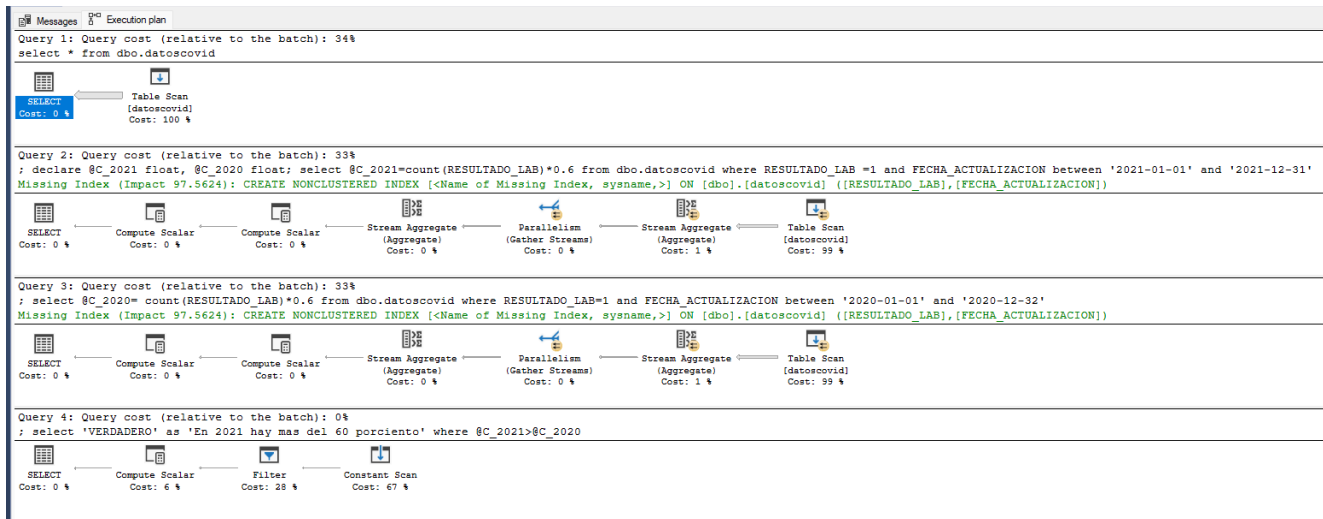 Messages Execution plan
Query 1: Query cost (relative to the batch): 34%
select * from dbo.datoscovid
SELECT
Cost: 0 %
Table Scan
[datoscovid]
Cost: 100 %
Query 2: Query cost (relative to the batch): 33%
; declare @C_2021 float, @C_2020 float; select @C_2021=count(RESULTADO_LAB)*0.6 from dbo.datoscovid where RESULTADO_LAB =1 and FECHA_ACTUALIZACION between '2021-01-01' and '2021-12-31'
Missing Index (Impact 97.5624): CREATE NONCLUSTERED INDEX [<Name of Missing Index, sysname,>] ON [dbo].[datoscovid] ([RESULTADO_LAB],[FECHA_ACTUALIZACION])
SELECT
Cost: 0 %
Compute Scalar
Cost: 0 %
Compute Scalar
Cost: 0 %
Stream Aggregate
(Aggregate)
Cost: 0 %
Parallelism
(Gather Streams)
Cost: 0 %
Stream Aggregate
(Aggregate)
Cost: 1 %
Table Scan
[datoscovid]
Cost: 99 %
Query 3: Query cost (relative to the batch): 33%
; select @C_2020= count(RESULTADO_LAB)*0.6 from dbo.datoscovid where RESULTADO_LAB=1 and FECHA_ACTUALIZACION between '2020-01-01' and '2020-12-32'
Missing Index (Impact 97.5624): CREATE NONCLUSTERED INDEX [<Name of Missing Index, sysname,>] ON [dbo].[datoscovid] ([RESULTADO_LAB],[FECHA_ACTUALIZACION])
SELECT
Cost: 0 %
Compute Scalar
Cost: 0 %
Compute Scalar
Cost: 0 %
Stream Aggregate
(Aggregate)
Cost: 0 %
Parallelism
(Gather Streams)
Cost: 0 %
Stream Aggregate
(Aggregate)
Cost: 1 %
Table Scan
[datoscovid]
Cost: 99 %
Query 4: Query cost (relative to the batch): 0%
; select 'VERDADERO' as 'En 2021 hay mas del 60 porciento' where @C_2021>@C_2020
SELECT
Cost: 0 %
Compute Scalar
Cost: 6 %
Filter
Cost: 28 %
Constant Scan
Cost: 67 %